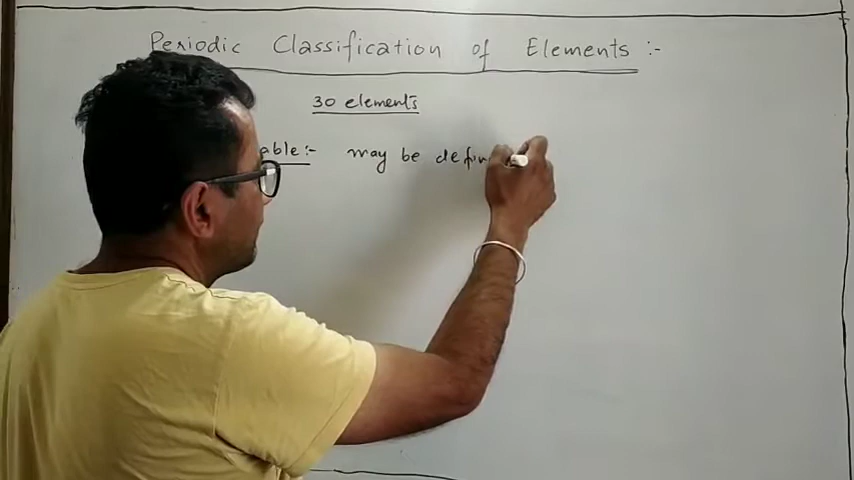 Periodic Classification of Elements :-
30 elements
able :- may be defin